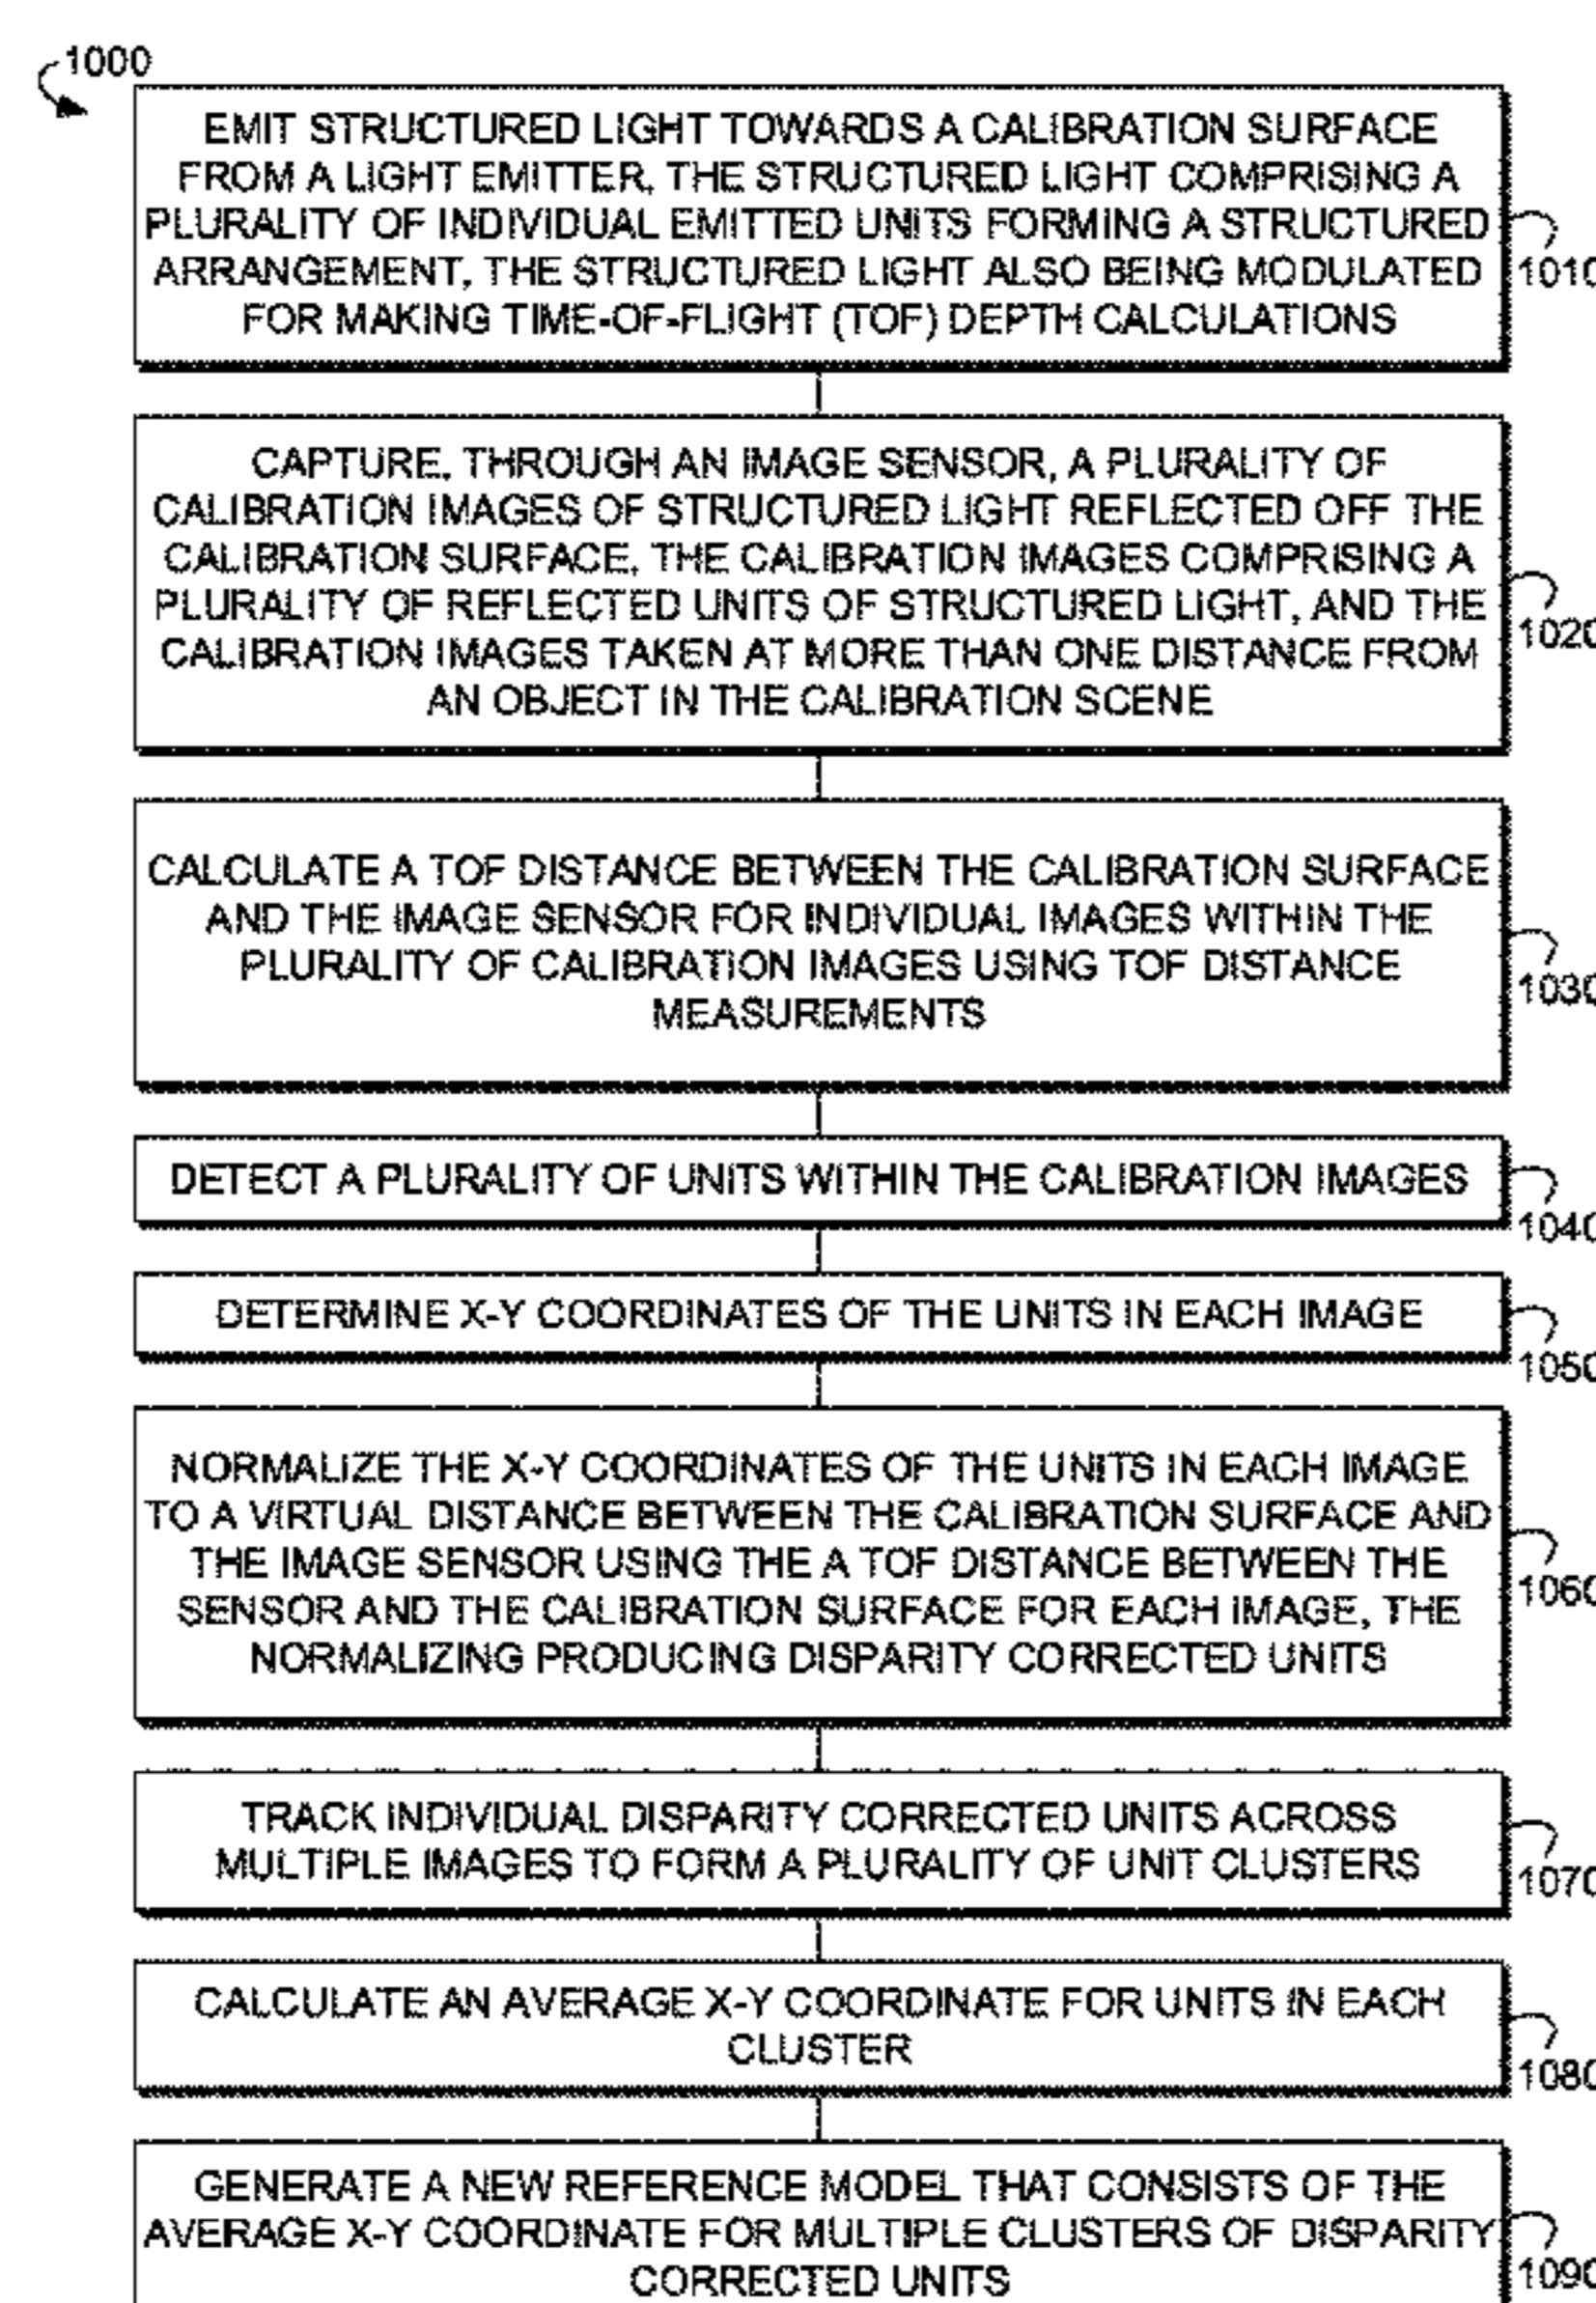 1000
EMIT STRUCTURED LIGHT TOWARDS A CALIBRATION SURFACE
FROM A LIGHT EMITTER, THE STRUCTURED LIGHT COMPRISING A
PLURALITY OF INDIVIDUAL EMITTED UNITS FORMING A STRUCTURED
ARRANGEMENT, THE STRUCTURED LIGHT ALSO BEING MODULATED
FOR MAKING TIME-OF-FLIGHT (TOF) DEPTH CALCULATIONS
1010
CAPTURE, THROUGH AN IMAGE SENSOR, A PLURALITY OF
CALIBRATION IMAGES OF STRUCTURED LIGHT REFLECTED OFF THE
CALIBRATION SURFACE, THE CALIBRATION IMAGES COMPRISING A
PLURALITY OF REFLECTED UNITS OF STRUCTURED LIGHT, AND THE
CALIBRATION IMAGES TAKEN AT MORE THAN ONE DISTANCE FROM
AN OBJECT IN THE CALIBRATION SCENE
1020
CALCULATE A TOF DISTANCE BETWEEN THE CALIBRATION SURFACE
AND THE IMAGE SENSOR FOR INDIVIDUAL IMAGES WITHIN THE
PLURALITY OF CALIBRATION IMAGES USING TOF DISTANCE
MEASUREMENTS
1030
DETECT A PLURALITY OF UNITS WITHIN THE CALIBRATION IMAGES
1040
DETERMINE X-Y COORDINATES OF THE UNITS IN EACH IMAGE
1050
NORMALIZE THE X-Y COORDINATES OF THE UNITS IN EACH IMAGE
TO A VIRTUAL DISTANCE BETWEEN THE CALIBRATION SURFACE AND
THE IMAGE SENSOR USING THE A TOF DISTANCE BETWEEN THE
SENSOR AND THE CALIBRATION SURFACE FOR EACH IMAGE, THE
NORMALIZING PRODUCING DISPARITY CORRECTED UNITS
1060
TRACK INDIVIDUAL DISPARITY CORRECTED UNITS ACROSS
MULTIPLE IMAGES TO FORM A PLURALITY OF UNIT CLUSTERS
1070
CALCULATE AN AVERAGE X-Y COORDINATE FOR UNITS IN EACH
CLUSTER
1080
GENERATE A NEW REFERENCE MODEL THAT CONSISTS OF THE
AVERAGE X-Y COORDINATE FOR MULTIPLE CLUSTERS OF DISPARITY
CORRECTED UNITS
1090